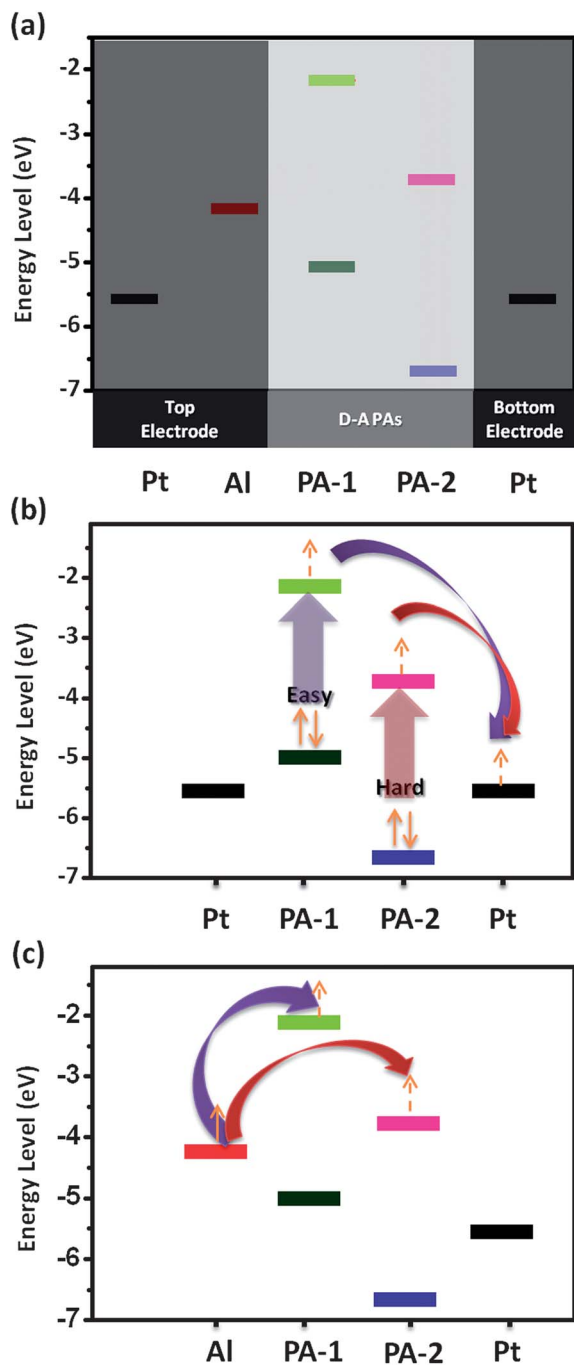 (a)
-2
-3
-4
-5
-6
-7
Energy Level (eV)
Top
Electrode
D-A PAs
Bottom
Electrode
Pt Al PA-1 PA-2 Pt
(b)
-2
-3
-4
-5
-6
-7
Energy Level (eV)
Easy
Hard
Pt PA-1 PA-2 Pt
(c)
-2
-3
-4
-5
-6
-7
Energy Level (eV)
Al PA-1 PA-2 Pt